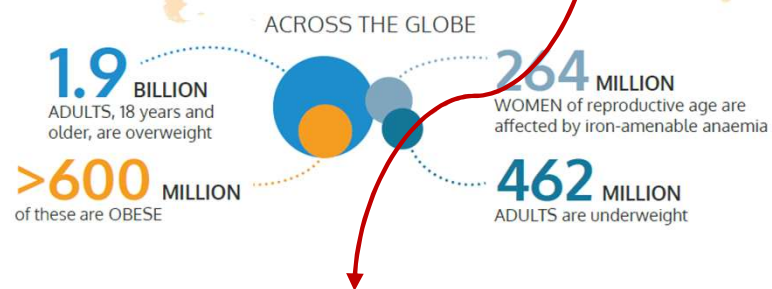 ACROSS THE GLOBE
1.9 BILLION
ADULTS, 18 years and
older, are overweight
>600 MILLION
of these are OBESE
264 MILLION
WOMEN of reproductive age are
affected by iron-amenable anaemia
462 MILLION
ADULTS are underweight